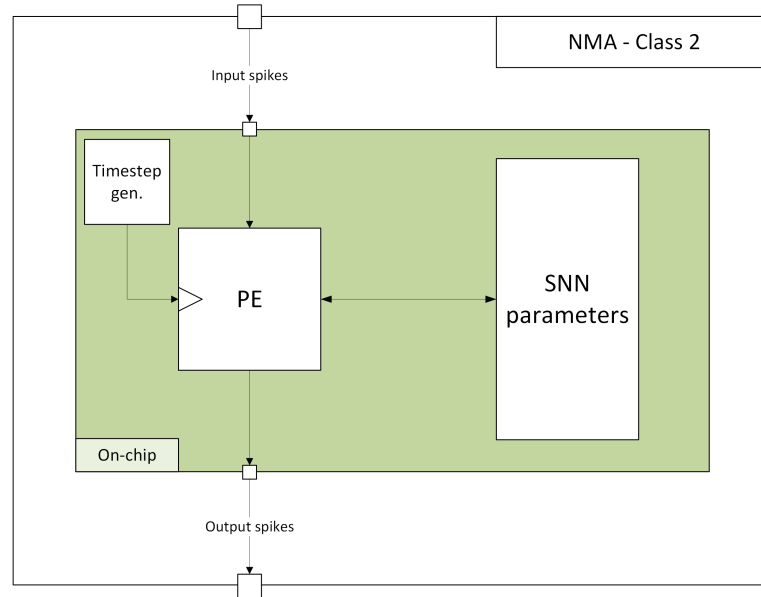 NMA - Class 2
Input spikes
Timestep
gen.
PE
SNN
parameters
On-chip
Output spikes